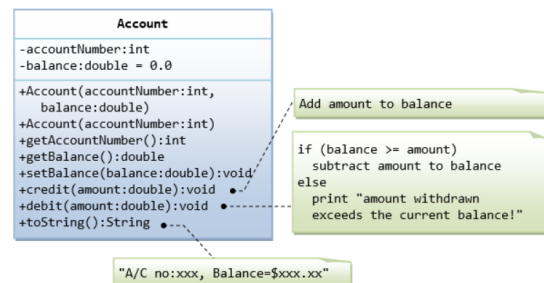 Account
-accountNumber:int
-balance:double = 0.0
+Account(accountNumber:int,
balance:double)
+Account(accountNumber:int)
+getAccountNumber():int
+getBalance():double
+setBalance(balance:double):void
+credit(amount:double):void
+debit(amount:double):void
+toString():String
Add amount to balance
if (balance >= amount)
subtract amount to balance
else
print "amount withdrawn
exceeds the current balance!"
"A/C no:xxx, Balance=$xxx.xx"